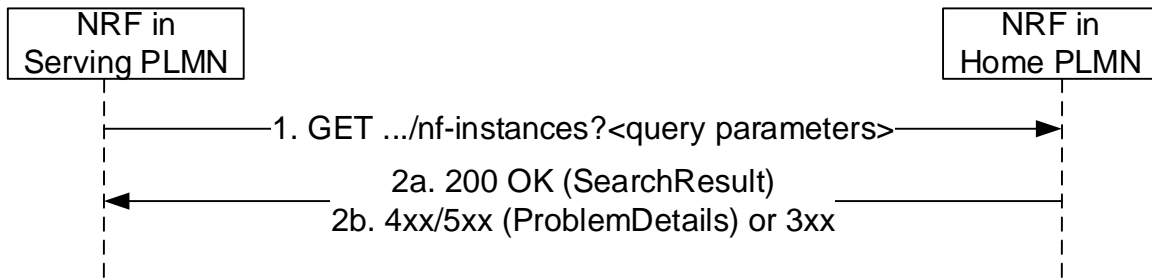 NRF in
Serving PLMN
NRF in
Home PLMN
1. GET .../nf-instances?<query parameters>
2a. 200 OK (SearchResult)
2b. 4xx/5xx (ProblemDetails) or 3xx